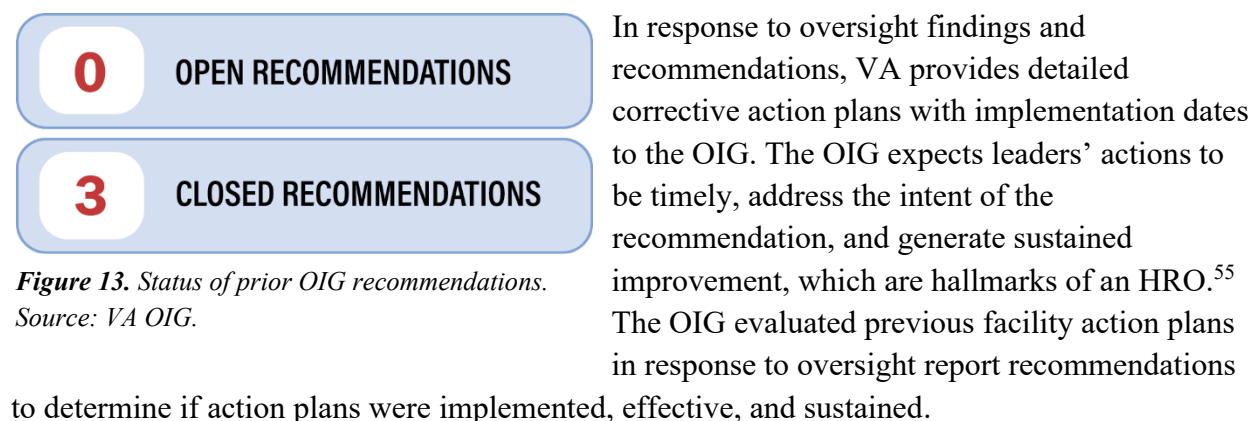 0 OPEN RECOMMENDATIONS
3 CLOSED RECOMMENDATIONS
Figure 13. Status of prior OIG recommendations.
Source: VA OIG.
In response to oversight findings and
recommendations, VA provides detailed
corrective action plans with implementation dates
to the OIG. The OIG expects leaders’ actions to
be timely, address the intent of the
recommendation, and generate sustained
improvement, which are hallmarks of an HRO.55
The OIG evaluated previous facility action plans
in response to oversight report recommendations
to determine if action plans were implemented, effective, and sustained.